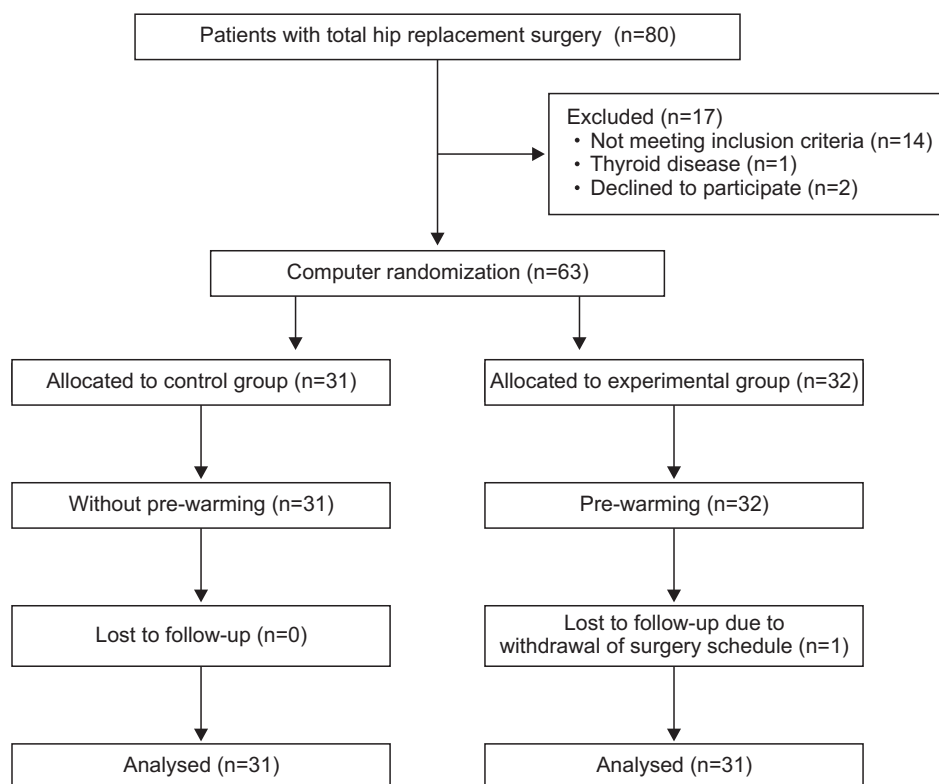 Patients with total hip replacement surgery (n=80)
Excluded (n=17)
• Not meeting inclusion criteria (n=14)
• Thyroid disease (n=1)
• Declined to participate (n=2)
Computer randomization (n=63)
Allocated to control group (n=31)
Allocated to experimental group (n=32)
Without pre-warming (n=31)
Pre-warming (n=32)
Lost to follow-up (n=0)
Lost to follow-up due to
withdrawal of surgery schedule (n=1)
Analysed (n=31)
Analysed (n=31)